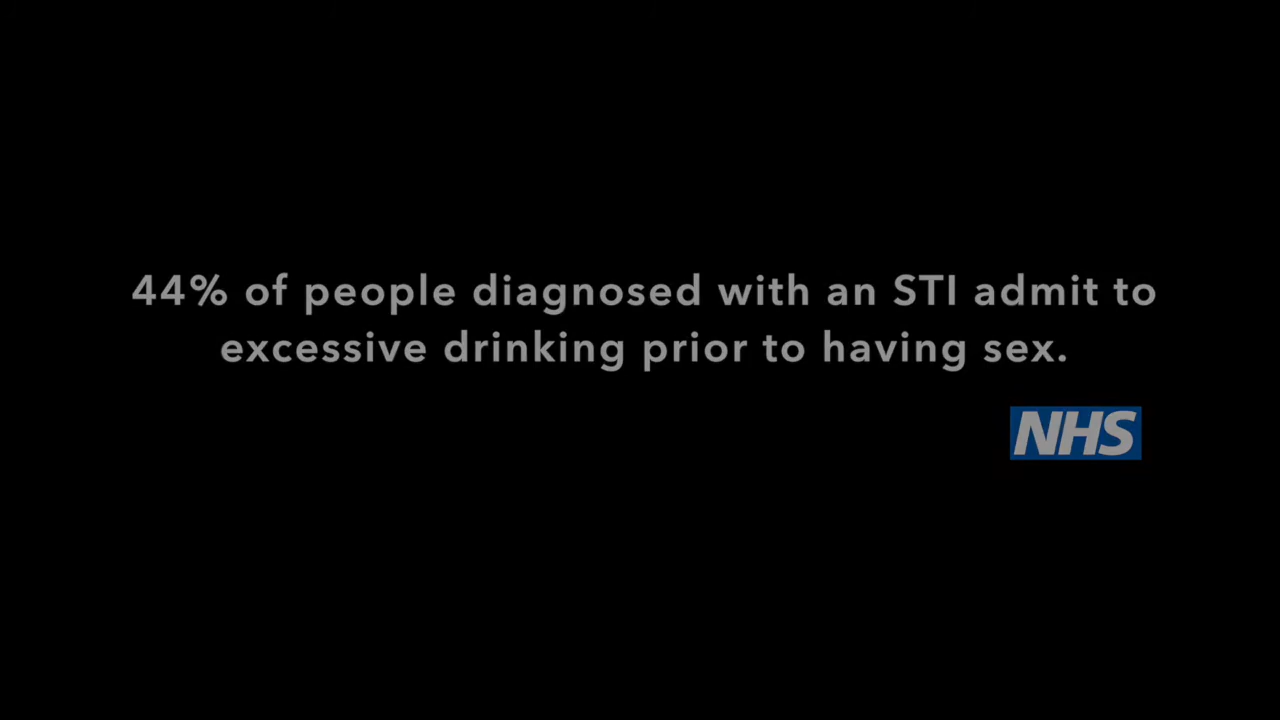 44% of people diagnosed with an STI admit to
excessive drinking prior to having sex.
NHS